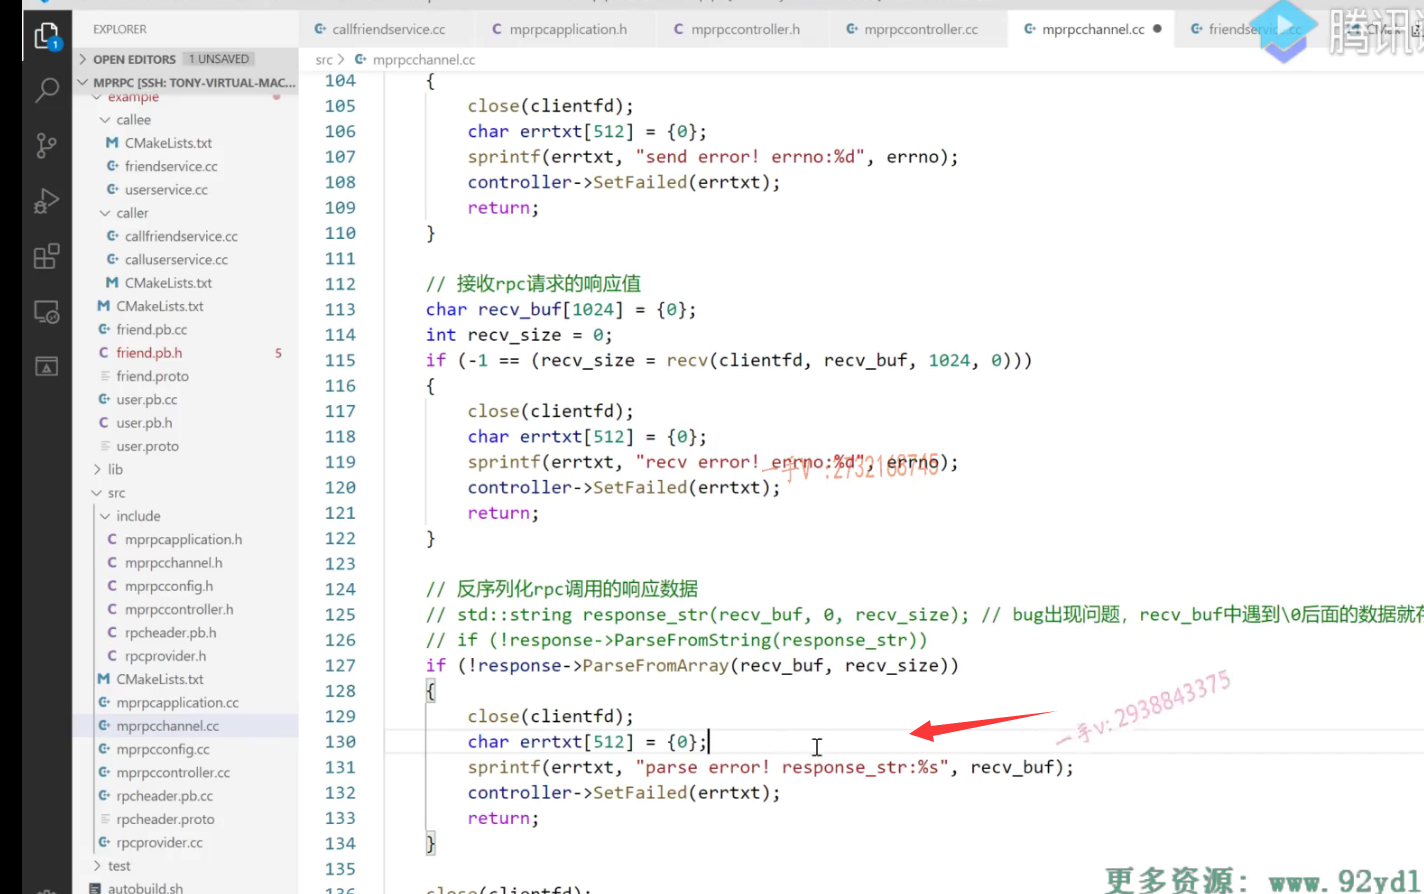 EXPLORER
callfriendservice.cc
mprpcapplication.h
mprpccontroller.h
mprpccontroller.cc
mprpcchannel.cc
腾讯
OPEN EDITORS 1 UNSAVED
src > mprpcchannel.cc
MPRPC [SSH: TONY-VIRTUAL-MAC...
example
callee
CMakeLists.txt
friendservice.cc
userservice.cc
caller
callfriendservice.cc
calluserservice.cc
CMakeLists.txt
CMakeLists.txt
friend.pb.cc
friend.pb.h 5
friend.proto
user.pb.cc
user.pb.h
user.proto
lib
src
include
mprpcapplication.h
mprpcchannel.h
mprpcconfig.h
mprpccontroller.h
rpcheader.pb.h
rpcprovider.h
CMakeLists.txt
mprpcapplication.cc
mprpcchannel.cc
mprpcconfig.cc
mprpccontroller.cc
rpcheader.pb.cc
rpcheader.proto
rpcprovider.cc
test
autobuild.sh
1
104 {
105 close(clientfd);
106 char errtxt[512] = {0};
107 sprintf(errtxt, "send error! errno:%d", errno);
108 controller->SetFailed(errtxt);
109 return;
110 }
111
112 // 接收rpc请求的响应值
113 char recv_buf[1024] = {0};
114 int recv_size = 0;
115 if (-1 == (recv_size = recv(clientfd, recv_buf, 1024, 0)))
116 {
117 close(clientfd);
118 char errtxt[512] = {0};
119 sprintf(errtxt, "recv error! errno:%d", errno);
一手V:2732168745
120 controller->SetFailed(errtxt);
121 return;
122 }
123
124 // 反序列化rpc调用的响应数据
125 // std::string response_str(recv_buf, 0, recv_size); // bug出现问题，recv_buf中遇到\0后面的数据就存
126 // if (!response->ParseFromString(response_str))
127 if (!response->ParseFromArray(recv_buf, recv_size))
128 {
129 close(clientfd);
130 char errtxt[512] = {0};
一手v:2938843375
131 sprintf(errtxt, "parse error! response_str:%s", recv_buf);
132 controller->SetFailed(errtxt);
133 return;
134 }
135
136 close(clientfd);
更多资源：www.92yd1